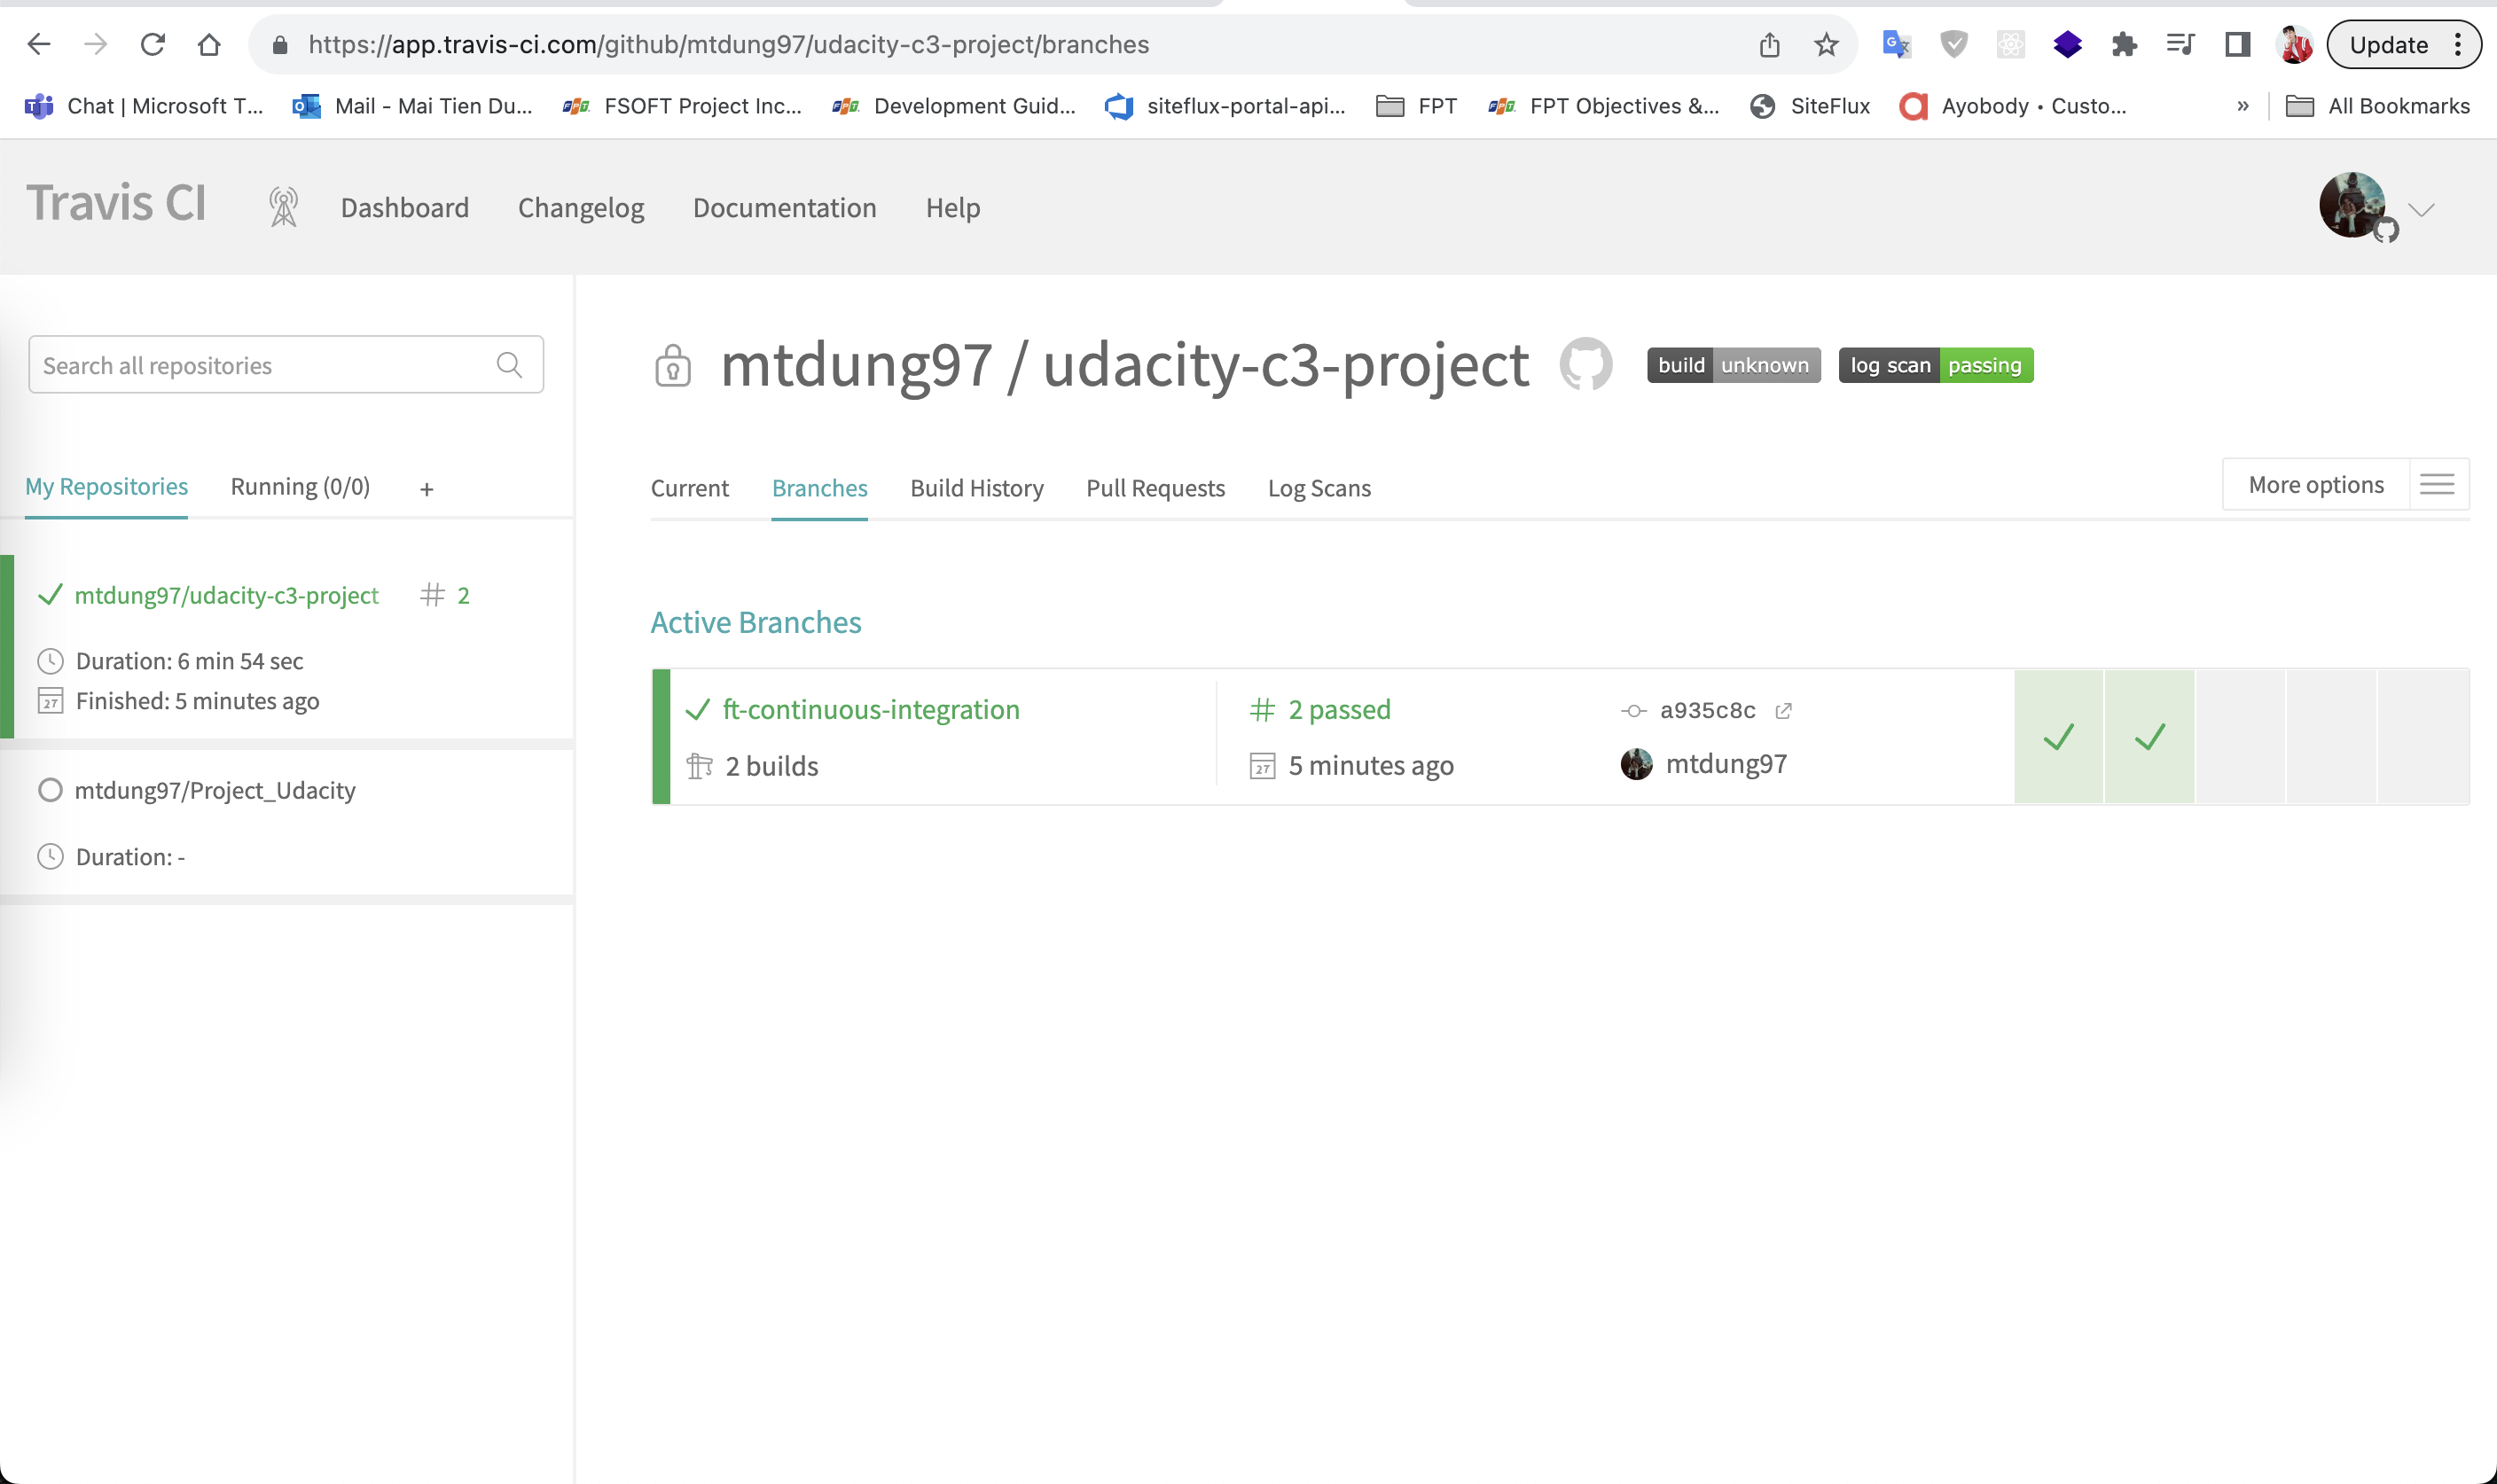 https://app.travis-ci.com/github/mtdung97/udacity-c3-project/branches
Update
Chat | Microsoft T...
Mail - Mai Tien Du...
FSOFT Project Inc...
Development Guid...
siteflux-portal-api...
FPT
FPT Objectives &...
SiteFlux
Ayobody • Custo...
»
All Bookmarks
Travis CI
Dashboard
Changelog
Documentation
Help
Search all repositories
My Repositories
Running (0/0)
+
mtdung97/udacity-c3-project
# 2
Duration: 6 min 54 sec
27 Finished: 5 minutes ago
mtdung97/Project_Udacity
Duration: -
mtdung97 / udacity-c3-project
build unknown
log scan passing
Current
Branches
Build History
Pull Requests
Log Scans
More options
Active Branches
ft-continuous-integration
2 builds
# 2 passed
27 5 minutes ago
a935c8c
mtdung97